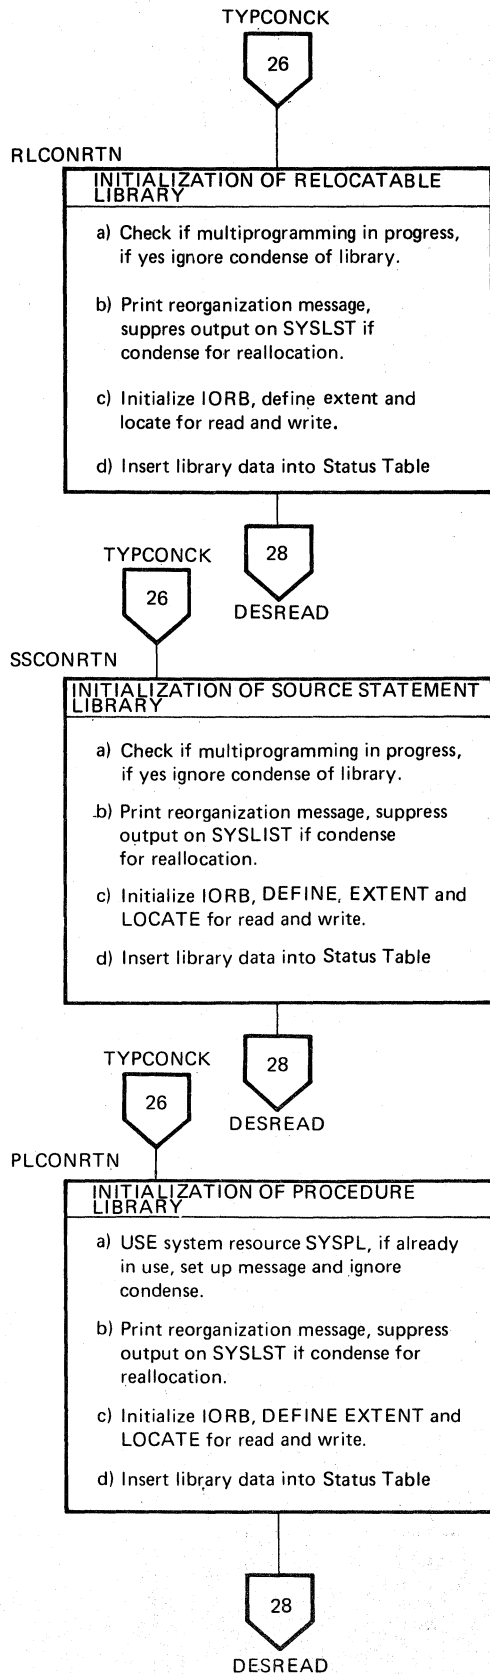 TYPCONCK
26
RLCONRTN
INITIALIZATION OF RELOCATABLE
LIBRARY
a) Check if multiprogramming in progress,
if yes ignore condense of library.
b) Print reorganization message,
suppres output on SYSLST if
condense for reallocation.
c) Initialize IORB, define extent and
locate for read and write.
d) Insert library data into Status Table
28
DESREAD
TYPCONCK
26
SSCONRTN
INITIALIZATION OF SOURCE STATEMENT
LIBRARY
a) Check if multiprogramming in progress,
if yes ignore condense of library.
b) Print reorganization message, suppress
output on SYSLIST if condense
for reallocation.
c) Initialize IORB, DEFINE, EXTENT and
LOCATE for read and write.
d) Insert library data into Status Table
28
DESREAD
TYPCONCK
26
PLCONRTN
INITIALIZATION OF PROCEDURE
LIBRARY
a) USE system resource SYSPL, if already
in use, set up message and ignore
condense.
b) Print reorganization message, suppress
output on SYSLST if condense for
reallocation.
c) Initialize IORB, DEFINE EXTENT and
LOCATE for read and write.
d) Insert library data into Status Table
28
DESREAD